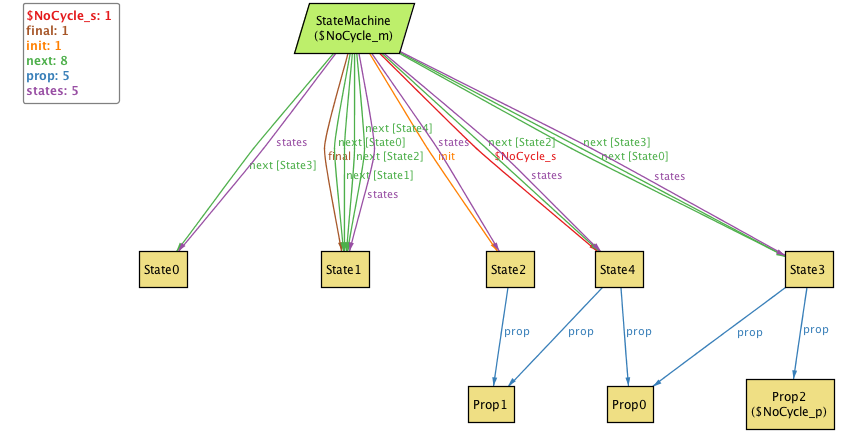 $NoCycle_s: 1
final: 1
init: 1
next: 8
prop: 5
states: 5
StateMachine
($NoCycle_m)
next [State4]
states
next [State0]
states
next [State2]
next [State3]
final
next [State2]
init
$NoCycle_s
next [State0]
next [State3]
next [State1]
states
states
states
State0
State1
State2
State4
State3
prop
prop
prop
prop
prop
Prop1
Prop0
Prop2
($NoCycle_p)